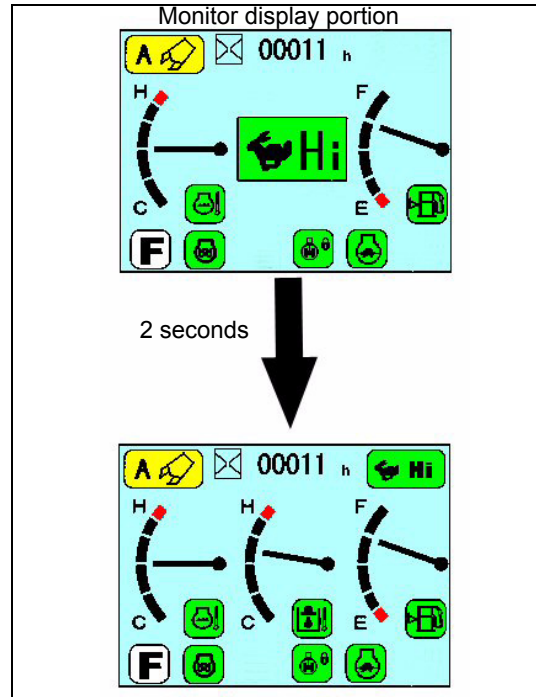 Monitor display portion
A 00011 h
H F
Hi
C E
F
2 seconds
A 00011 h Hi
H H F
C C E
F